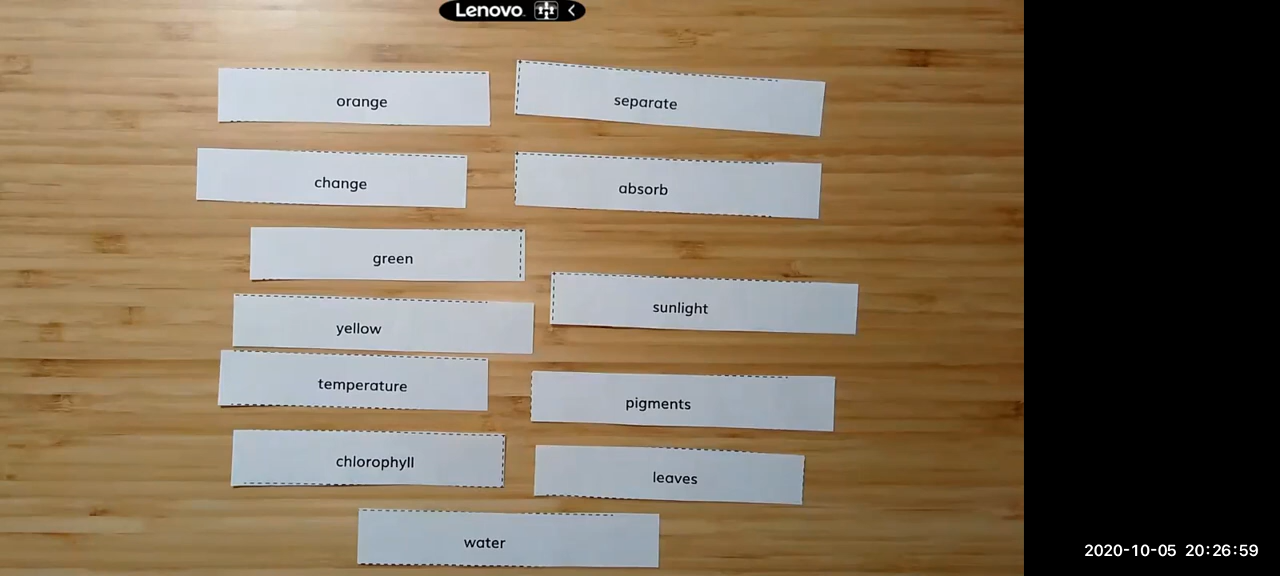 Lenovo
orange
separate
change
absorb
green
sunlight
yellow
temperature
pigments
chlorophyll
leaves
water
2020-10-05 20:26:59